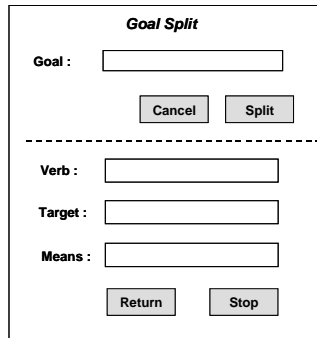 Goal Split
Goal :
Cancel Split
Verb :
Target :
Means :
Return Stop